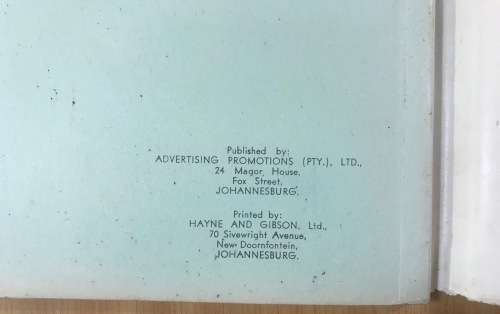 Published by:
ADVERTISING PROMOTIONS (PTY.), LTD.,
24 Magor House,
Fox Street,
JOHANNESBURG.
Printed by:
HAYNE AND GIBSON, Ltd.,
70 Sivewright Avenue,
New Doornfontein,
JOHANNESBURG.